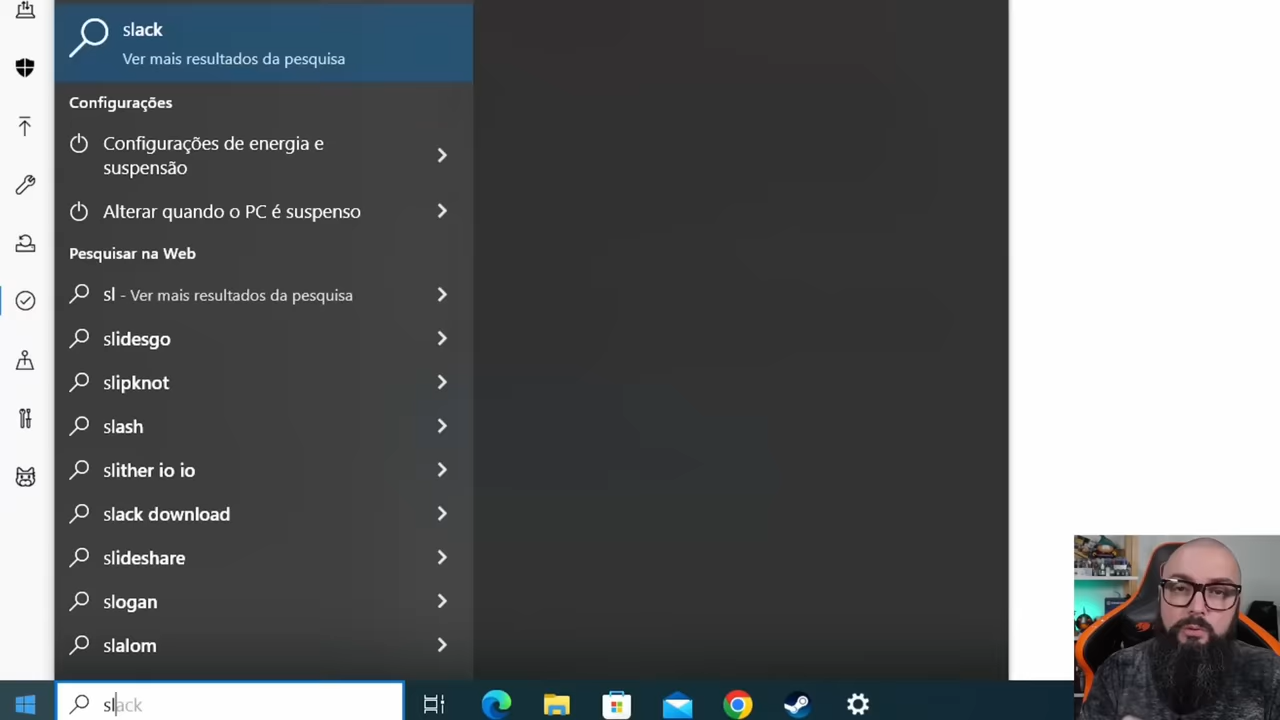 slack
Ver mais resultados da pesquisa
Configurações
Configurações de energia e
suspensão
Alterar quando o PC é suspenso
Pesquisar na Web
sl - Ver mais resultados da pesquisa
slidesgo
slipknot
slash
slither io io
slack download
slideshare
slogan
slalom
slack